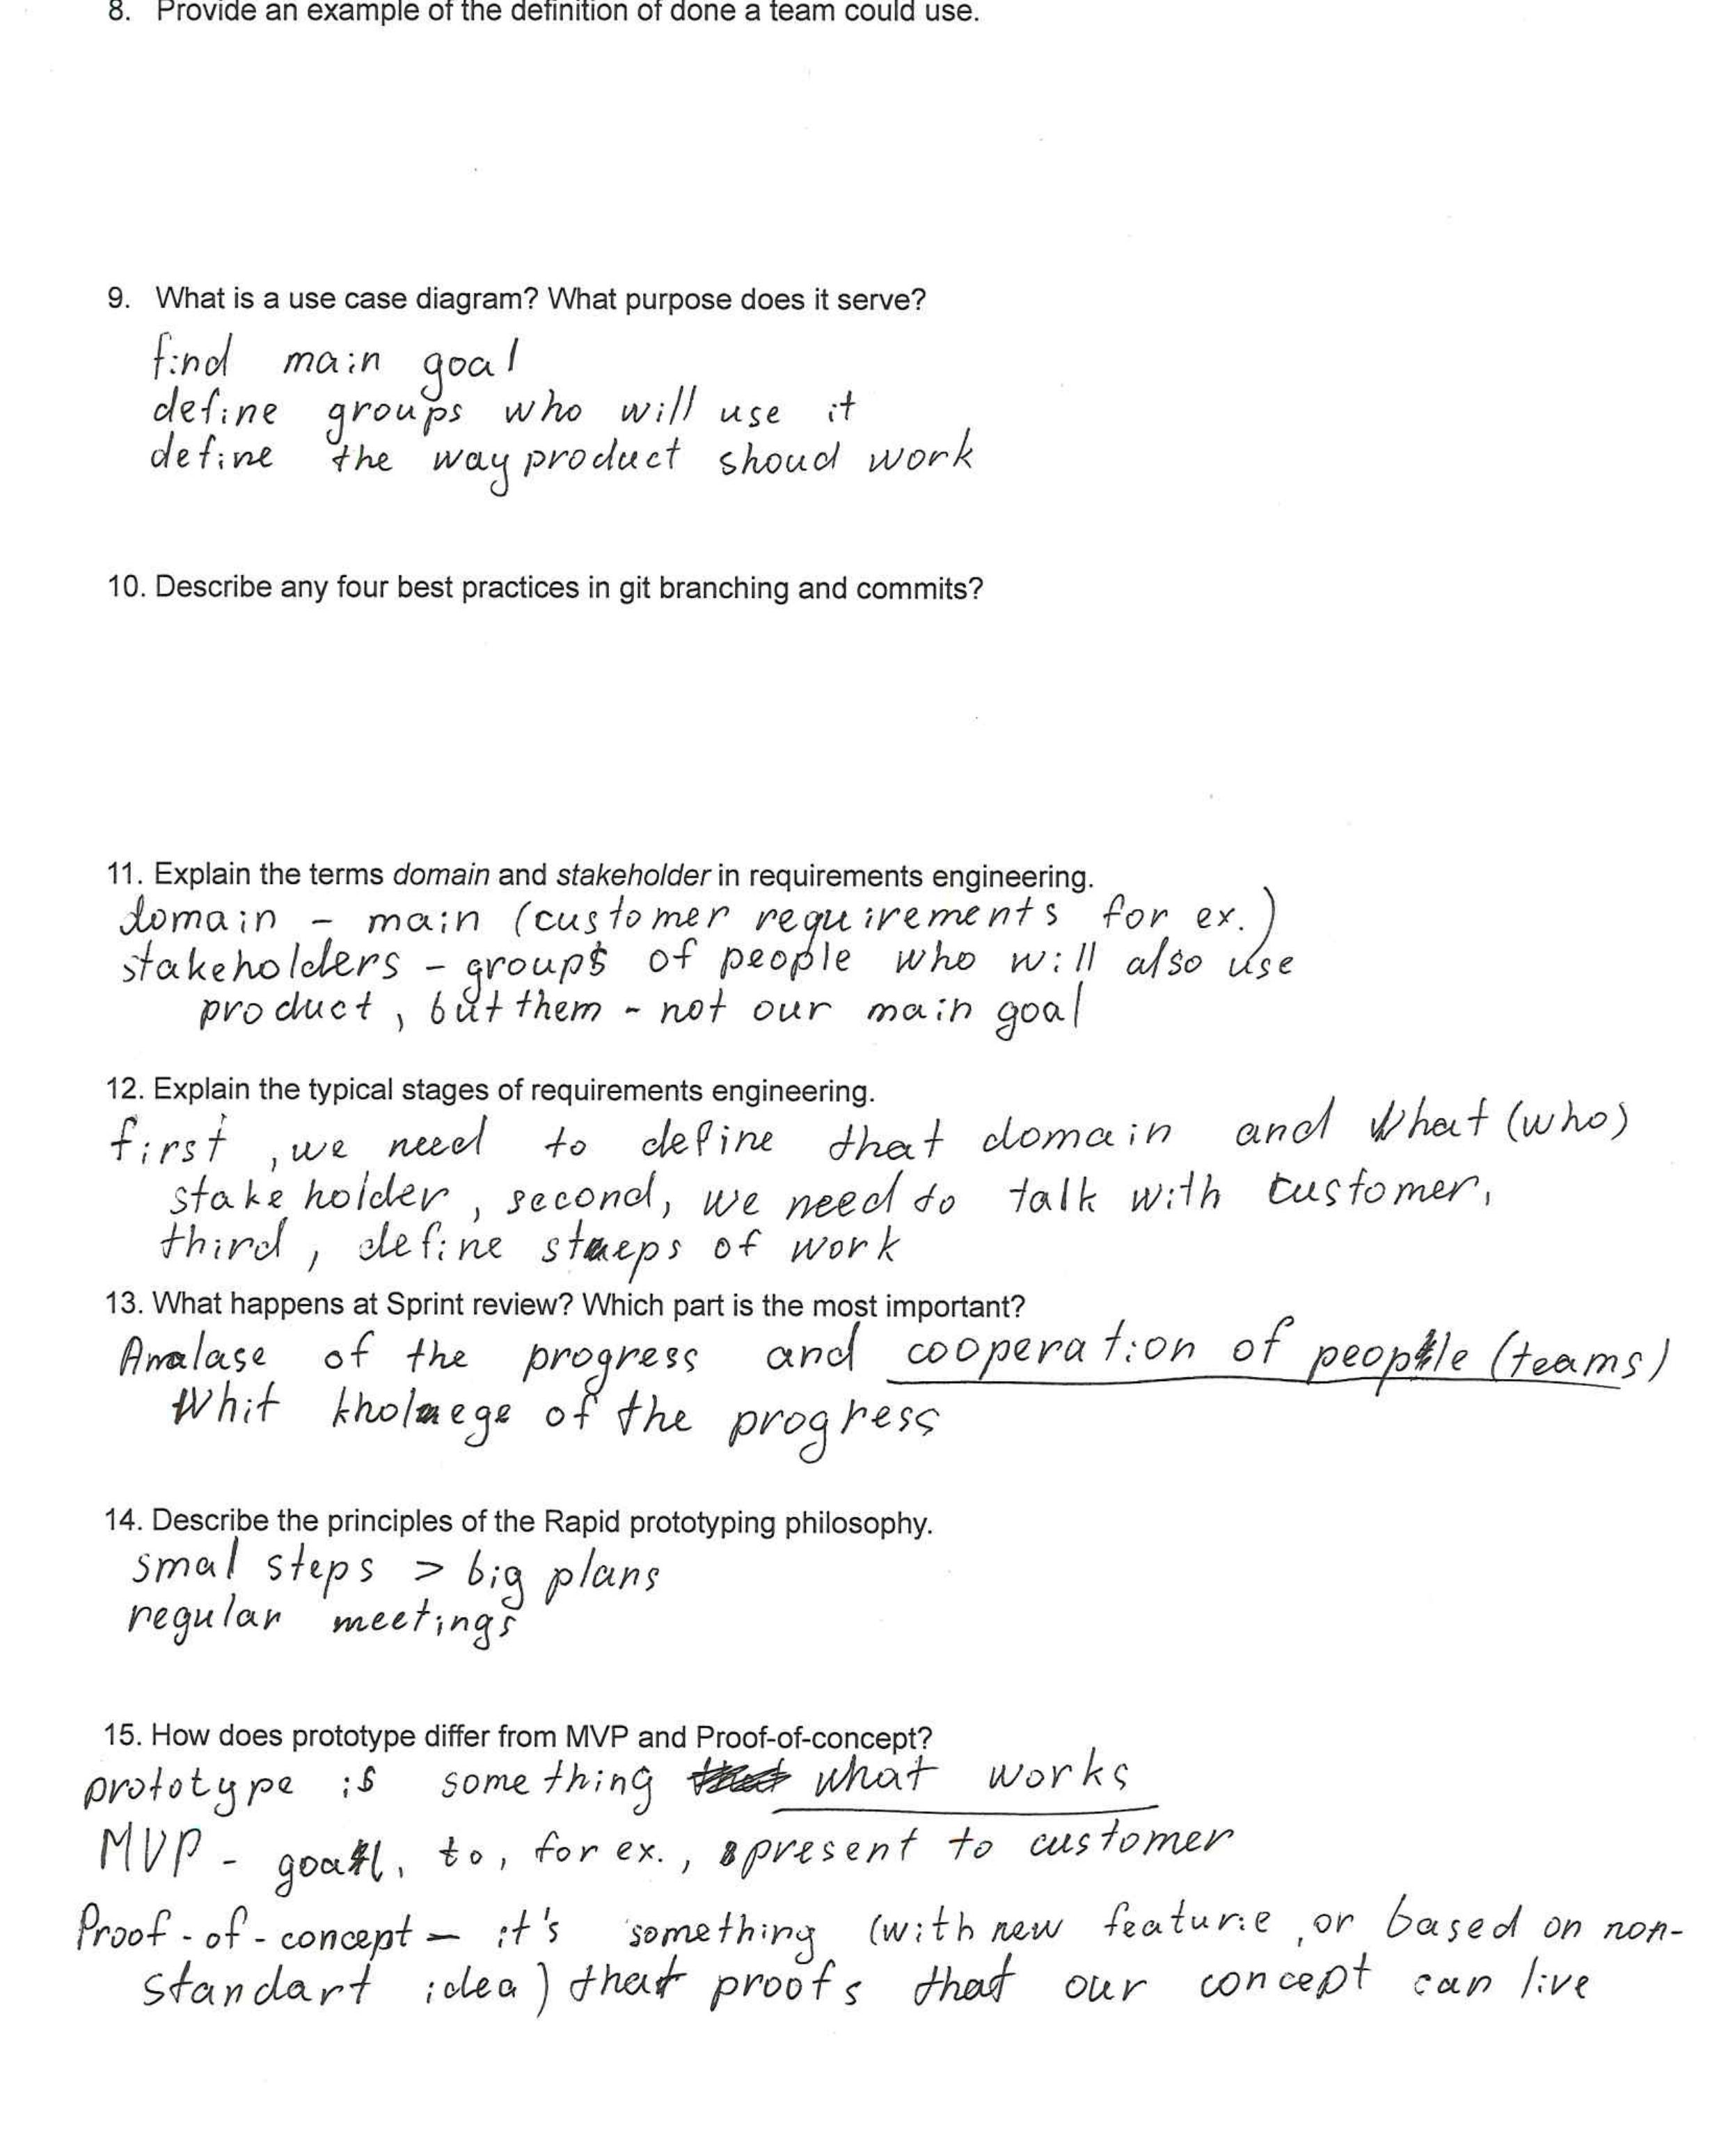 8. Provide an example of the definition of done a team could use.
9. What is a use case diagram? What purpose does it serve?
find main goal
define groups who will use it
define the way product shoud work
10. Describe any four best practices in git branching and commits?
11. Explain the terms domain and stakeholder in requirements engineering.
domain - main (customer requirements for ex.)
stakeholders - groups of people who will also use
product, but them - not our main goal
12. Explain the typical stages of requirements engineering.
first, we need to define that domain and what (who)
stake holder, second, we need to talk with customer,
third, define steps of work
13. What happens at Sprint review? Which part is the most important?
Analase of the progress and cooperation of people (teams)
Whit of the progress
14. Describe the principles of the Rapid prototyping philosophy.
smal steps > big plans
regular meetings
15. How does prototype differ from MVP and Proof-of-concept?
prototype is something what works
MVP - goal, to, for ex., present to customer
Proof-of-concept - it's something (with new feature, or based on non-
standart idea) that proofs that our concept can live